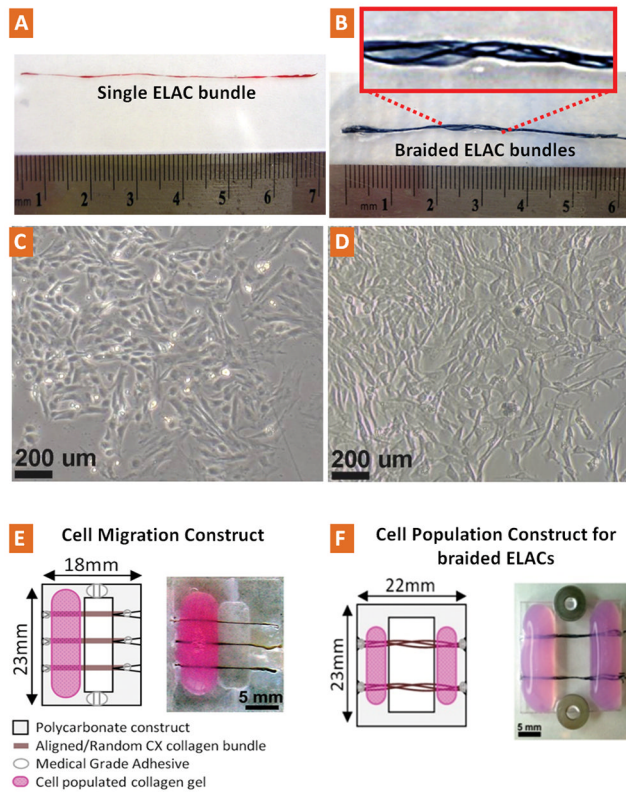 A
Single ELAC bundle
mm 1 2 3 4 5 6 7
B
Braided ELAC bundles
mm 1 2 3 4 5 6
C
200 um
D
200 um
E
Cell Migration Construct
18mm
23mm
5 mm
Polycarbonate construct
Aligned/Random CX collagen bundle
Medical Grade Adhesive
Cell populated collagen gel
F
Cell Population Construct for
braided ELACs
22mm
23mm
5 mm